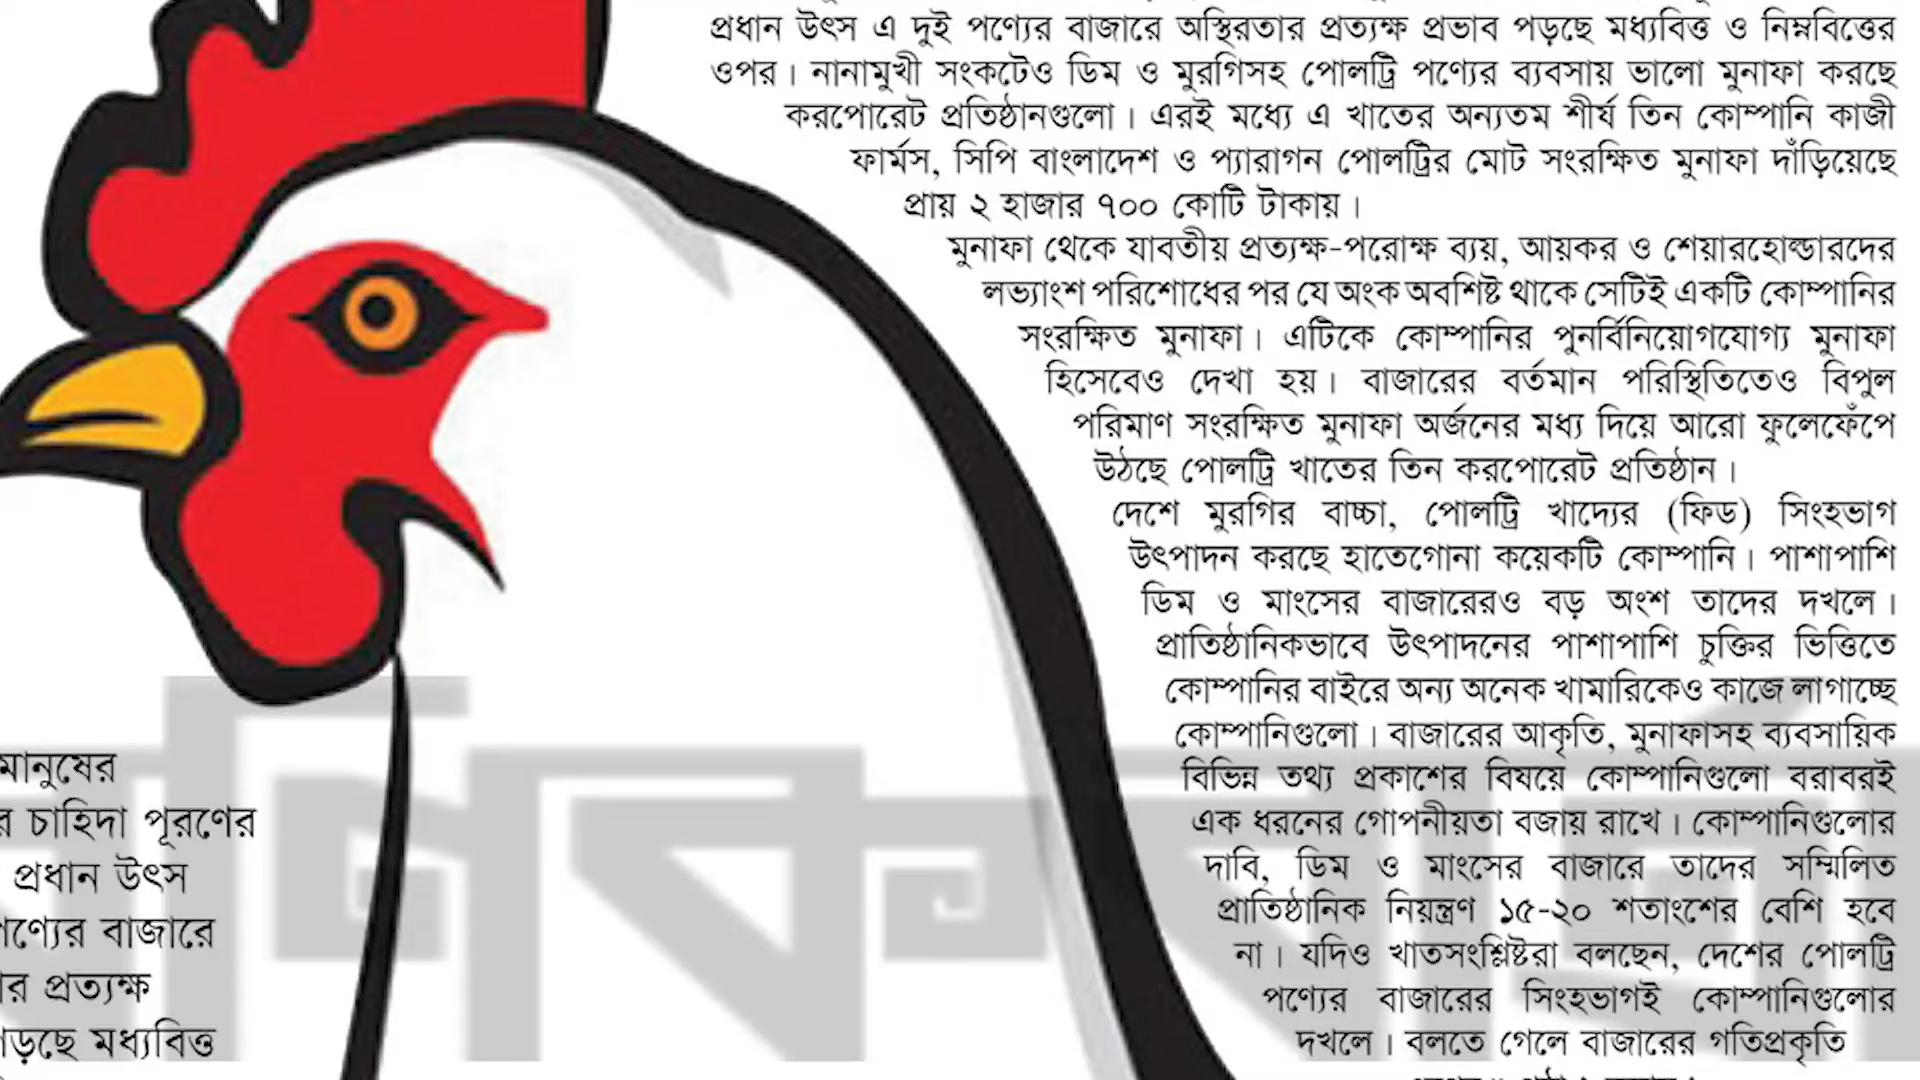 প্রধান উৎস এ দুই পণ্যের বাজারে অস্থিরতার প্রত্যক্ষ প্রভাব পড়ছে মধ্যবিত্ত ও নিম্নবিত্তের
ওপর। নানামুখী সংকটেও ডিম ও মুরগিসহ পোলট্রি পণ্যের ব্যবসায় ভালো মুনাফা করছে
করপোরেট প্রতিষ্ঠানগুলো। এরই মধ্যে এ খাতের অন্যতম শীর্ষ তিন কোম্পানি কাজী
ফার্মস, সিপি বাংলাদেশ ও প্যারাগন পোলট্রির মোট সংরক্ষিত মুনাফা দাঁড়িয়েছে
প্রায় ২ হাজার ৭০০ কোটি টাকায়।
মুনাফা থেকে যাবতীয় প্রত্যক্ষ-পরোক্ষ ব্যয়, আয়কর ও শেয়ারহোল্ডারদের
লভ্যাংশ পরিশোধের পর যে অংক অবশিষ্ট থাকে সেটিই একটি কোম্পানির
সংরক্ষিত মুনাফা। এটিকে কোম্পানির পুনর্বিনিয়োগযোগ্য মুনাফা
হিসেবেও দেখা হয়। বাজারের বর্তমান পরিস্থিতিতেও বিপুল
পরিমাণ সংরক্ষিত মুনাফা অর্জনের মধ্য দিয়ে আরো ফুলেফেঁপে
উঠছে পোলট্রি খাতের তিন করপোরেট প্রতিষ্ঠান।
দেশে মুরগির বাচ্চা, পোলট্রি খাদ্যের (ফিড) সিংহভাগ
উৎপাদন করছে হাতেগোনা কয়েকটি কোম্পানি। পাশাপাশি
ডিম ও মাংসের বাজারেরও বড় অংশ তাদের দখলে।
প্রাতিষ্ঠানিকভাবে উৎপাদনের পাশাপাশি চুক্তির ভিত্তিতে
কোম্পানির বাইরে অন্য অনেক খামারিকেও কাজে লাগাচ্ছে
কোম্পানিগুলো। বাজারের আকৃতি, মুনাফাসহ ব্যবসায়িক
বিভিন্ন তথ্য প্রকাশের বিষয়ে কোম্পানিগুলো বরাবরই
এক ধরনের গোপনীয়তা বজায় রাখে। কোম্পানিগুলোর
দাবি, ডিম ও মাংসের বাজারে তাদের সম্মিলিত
প্রাতিষ্ঠানিক নিয়ন্ত্রণ ১৫-২০ শতাংশের বেশি হবে
না। যদিও খাতসংশ্লিষ্টরা বলছেন, দেশের পোলট্রি
পণ্যের বাজারের সিংহভাগই কোম্পানিগুলোর
দখলে। বলতে গেলে বাজারের গতিপ্রকৃতি
মানুষের
র চাহিদা পূরণের
প্রধান উৎস
পণ্যের বাজারে
ার প্রত্যক্ষ
পড়ছে মধ্যবিত্ত